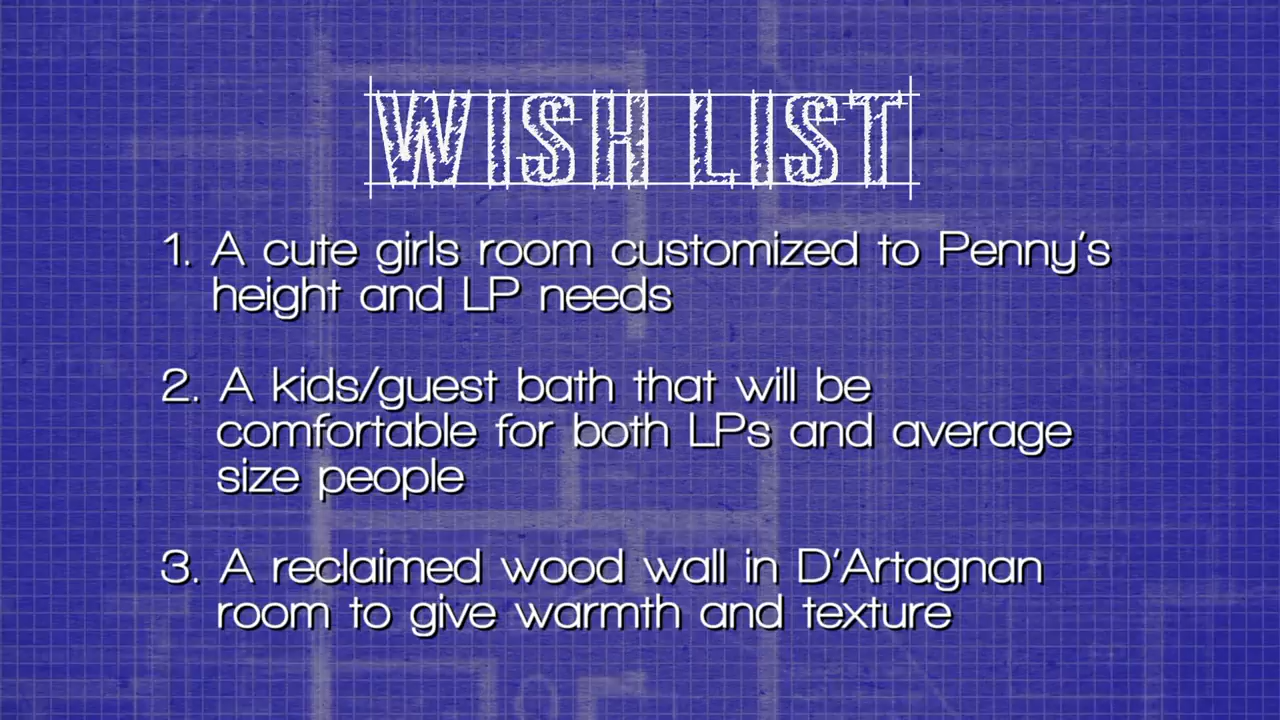 WISH LIST
1. A cute girls room customized to Penny's
height and LP needs
2. A kids/guest bath that will be
comfortable for both LPs and average
size people
3. A reclaimed wood wall in D'Artagnan
room to give warmth and texture